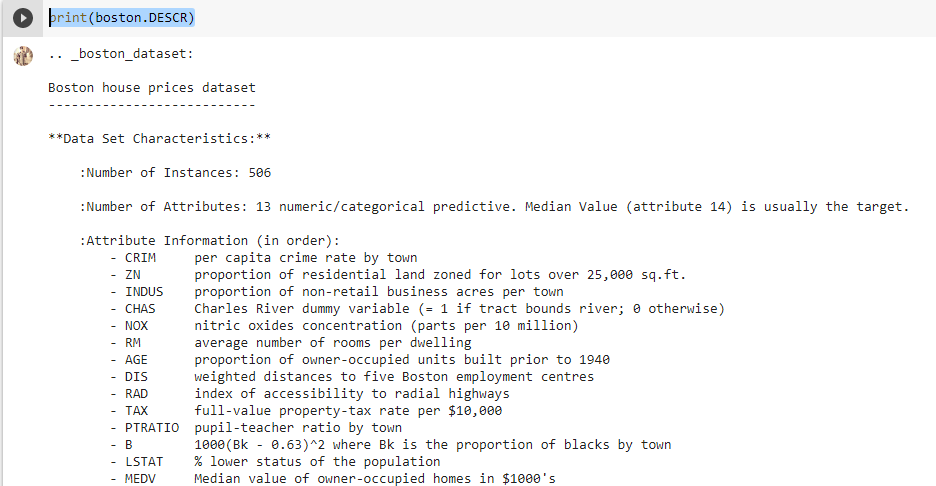 print(boston.DESCR)
.. _boston_dataset:
Boston house prices dataset
---------------------------
**Data Set Characteristics:**
:Number of Instances: 506
:Number of Attributes: 13 numeric/categorical predictive. Median Value (attribute 14) is usually the target.
:Attribute Information (in order):
- CRIM     per capita crime rate by town
- ZN       proportion of residential land zoned for lots over 25,000 sq.ft.
- INDUS    proportion of non-retail business acres per town
- CHAS     Charles River dummy variable (= 1 if tract bounds river; 0 otherwise)
- NOX      nitric oxides concentration (parts per 10 million)
- RM       average number of rooms per dwelling
- AGE      proportion of owner-occupied units built prior to 1940
- DIS      weighted distances to five Boston employment centres
- RAD      index of accessibility to radial highways
- TAX      full-value property-tax rate per $10,000
- PTRATIO  pupil-teacher ratio by town
- B        1000(Bk - 0.63)^2 where Bk is the proportion of blacks by town
- LSTAT    % lower status of the population
- MEDV     Median value of owner-occupied homes in $1000's